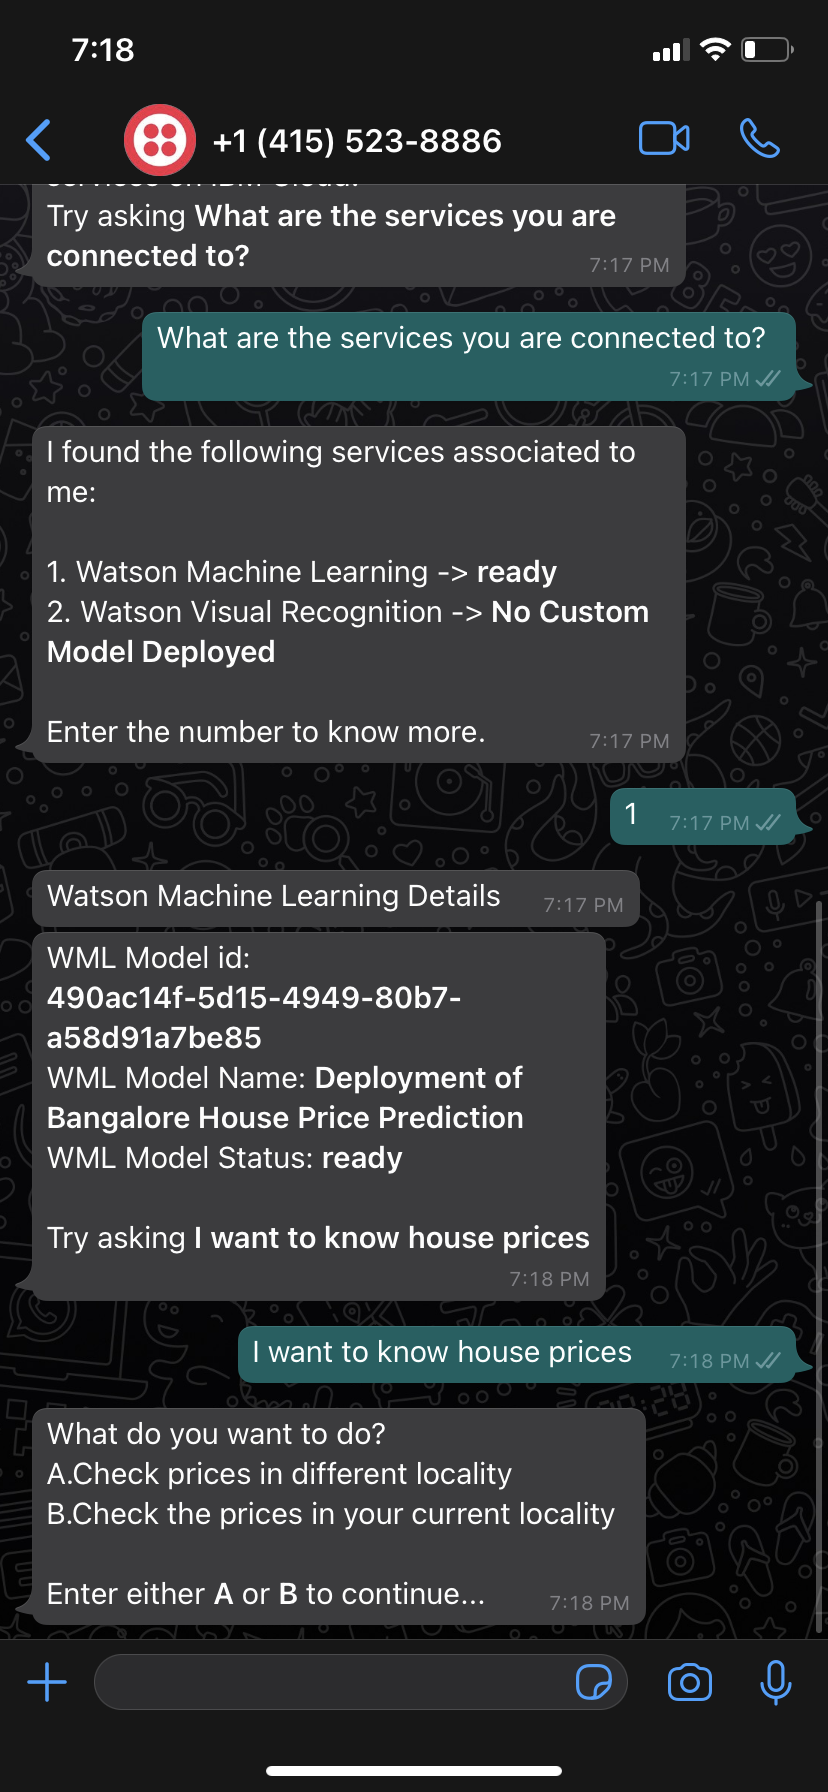 7:18
+1 (415) 523-8886
services on IBM Cloud.
Try asking What are the services you are
connected to?
7:17 PM
What are the services you are connected to?
7:17 PM
I found the following services associated to
me:
1. Watson Machine Learning -> ready
2. Watson Visual Recognition -> No Custom
Model Deployed
Enter the number to know more.
7:17 PM
1
7:17 PM
Watson Machine Learning Details
7:17 PM
WML Model id:
490ac14f-5d15-4949-80b7-
a58d91a7be85
WML Model Name: Deployment of
Bangalore House Price Prediction
WML Model Status: ready
Try asking I want to know house prices
7:18 PM
I want to know house prices
7:18 PM
What do you want to do?
A.Check prices in different locality
B.Check the prices in your current locality
Enter either A or B to continue...
7:18 PM